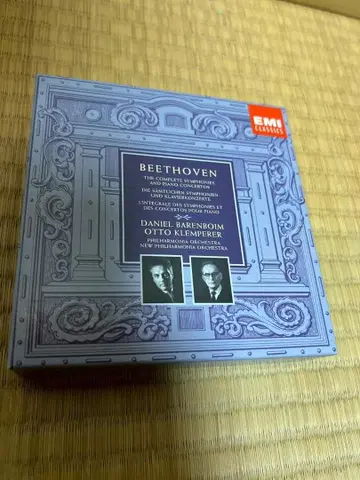 EMI
CLASSICS
BEETHOVEN
THE COMPLETE SYMPHONIES
AND PIANO CONCERTOS
DIE SÄMTLICHEN SYMPHONIEN
UND KLAVIERKONZERTE
L'INTÉGRALE DES SYMPHONIES ET
DES CONCERTOS POUR PIANO
DANIEL BARENBOIM
OTTO KLEMPERER
PHILHARMONIA ORCHESTRA
NEW PHILHARMONIA ORCHESTRA